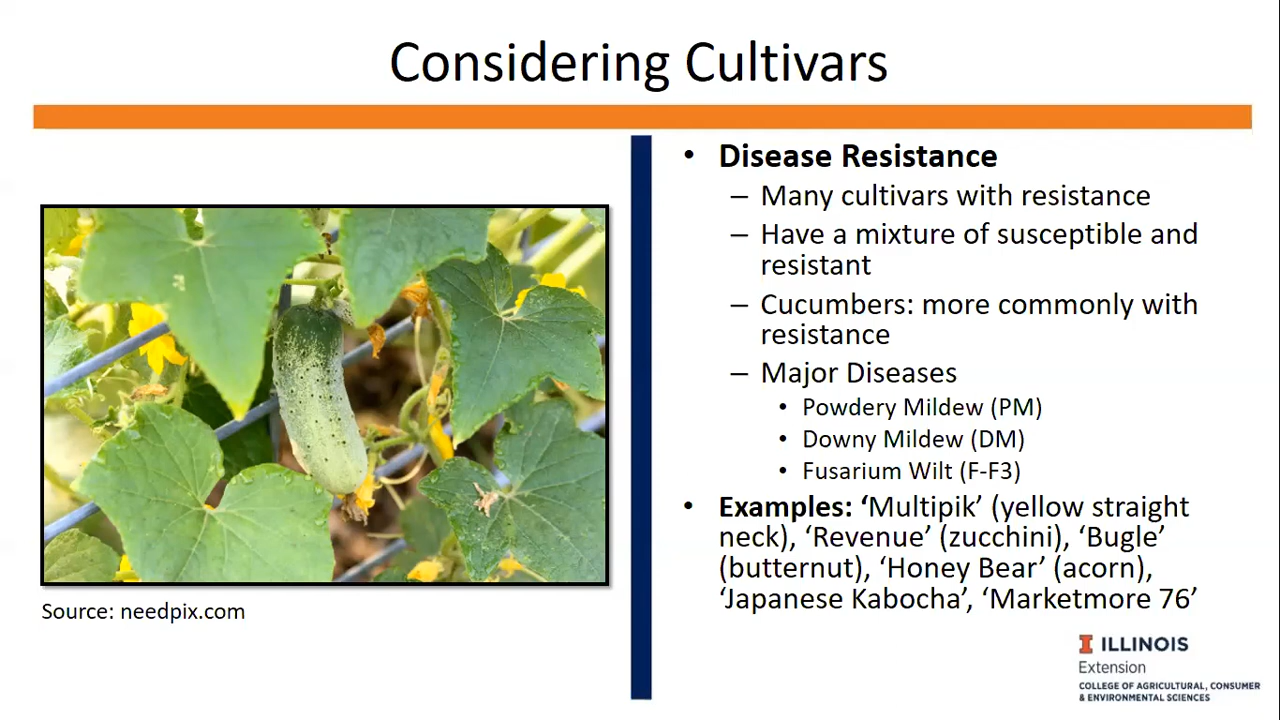 Considering Cultivars
• Disease Resistance
– Many cultivars with resistance
– Have a mixture of susceptible and
resistant
– Cucumbers: more commonly with
resistance
– Major Diseases
• Powdery Mildew (PM)
• Downy Mildew (DM)
• Fusarium Wilt (F-F3)
• Examples: ‘Multipik’ (yellow straight
neck), ‘Revenue’ (zucchini), ‘Bugle’
(butternut), ‘Honey Bear’ (acorn),
‘Japanese Kabocha’, ‘Marketmore 76’
Source: needpix.com
I ILLINOIS
Extension
COLLEGE OF AGRICULTURAL, CONSUMER
& ENVIRONMENTAL SCIENCES